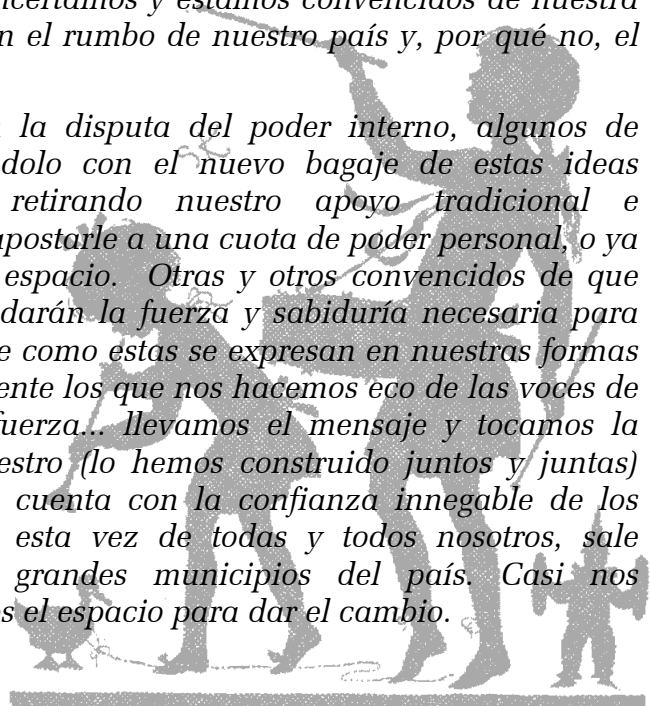 ncertamos y estamos convencidos de nuestra
n el rumbo de nuestro país y, por qué no, el
la disputa del poder interno, algunos de
ndolo con el nuevo bagaje de estas ideas
retirando nuestro apoyo tradicional e
apostarle a una cuota de poder personal, o ya
espacio. Otras y otros convencidos de que
darán la fuerza y sabiduría necesaria para
e como estas se expresan en nuestras formas
ente los que nos hacemos eco de las voces de
fuerza... llevamos el mensaje y tocamos la
estro (lo hemos construido juntos y juntas)
cuenta con la confianza innegable de los
esta vez de todas y todos nosotros, sale
grandes municipios del país. Casi nos
s el espacio para dar el cambio.